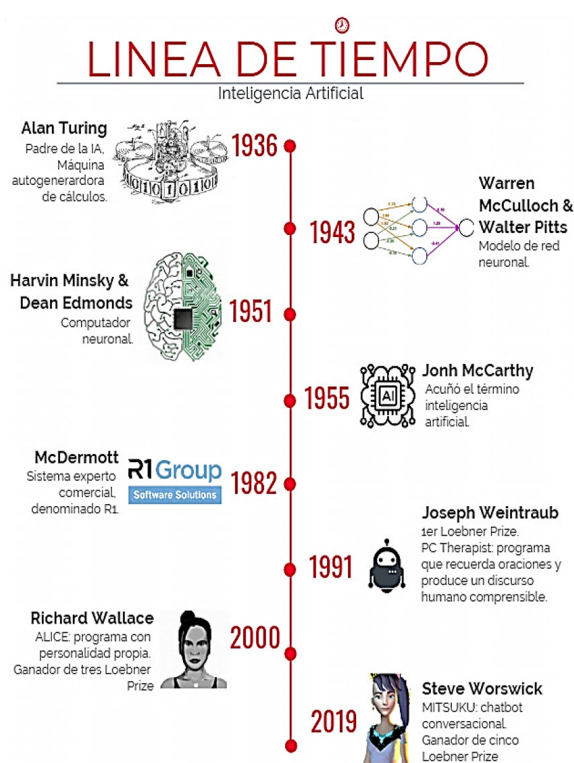 LINEA DE TIEMPO
Inteligencia Artificial
Alan Turing
Padre de la IA,
Máquina
autogenerardora
de cálculos.
1936
Warren
McCulloch &
Walter Pitts
Modelo de red
neuronal.
1943
Harvin Minsky &
Dean Edmonds
Computador
neuronal.
1951
Jonh McCarthy
Acuñó el término
inteligencia
artificial.
AI
1955
McDermott
Sistema experto
comercial,
denominado R1.
R1Group
Software Solutions
1982
Joseph Weintraub
1er Loebner Prize.
PC Therapist: programa
que recuerda oraciones y
produce un discurso
humano comprensible.
1991
Richard Wallace
ALICE: programa con
personalidad propia.
Ganador de tres Loebner
Prize
2000
Steve Worswick
MITSUKU: chatbot
conversacional.
Ganador de cinco
Loebner Prize
2019